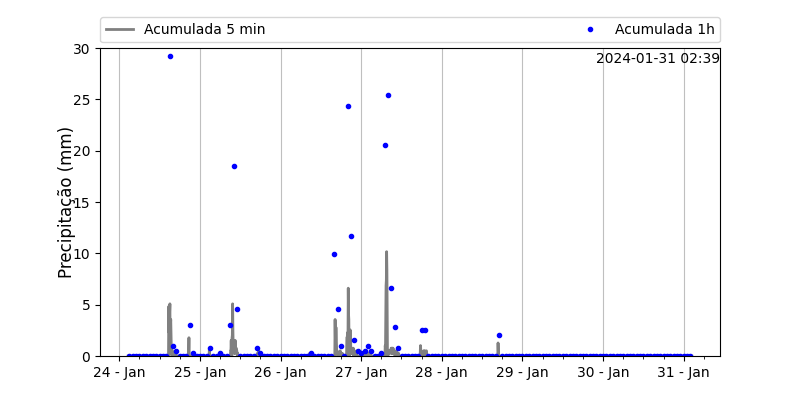 Acumulada 5 min
Acumulada 1h
2024-01-31 02:39
Precipitação (mm)
30
25
20
15
10
5
0
24 - Jan
25 - Jan
26 - Jan
27 - Jan
28 - Jan
29 - Jan
30 - Jan
31 - Jan